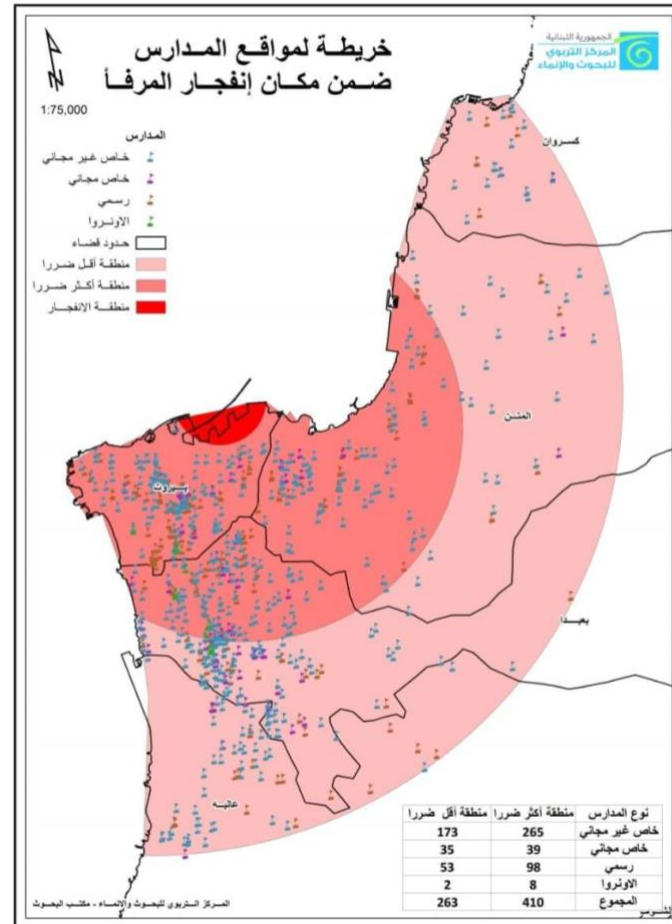 خريطة لمواقع المدارس
ضمن مكان إنفجار المرفأ
الجمهورية اللبنانية
المركز التربوي
للبحوث والإنماء
1:75,000
المدارس
خاص غير مجاني
خاص مجاني
رسمي
الاونروا
حدود قضاء
منطقة أقل ضررا
منطقة أكثر ضررا
منطقة الانفجار
كسروان
المتن
بيروت
بعبدا
عاليه
نوع المدارس منطقة أكثر ضررا منطقة أقل ضررا
خاص غير مجاني 265 173
خاص مجاني 39 35
رسمي 98 53
الاونروا 8 2
المجموع 410 263
المركز التربوي للبحوث والانماء - مكتب البحوث